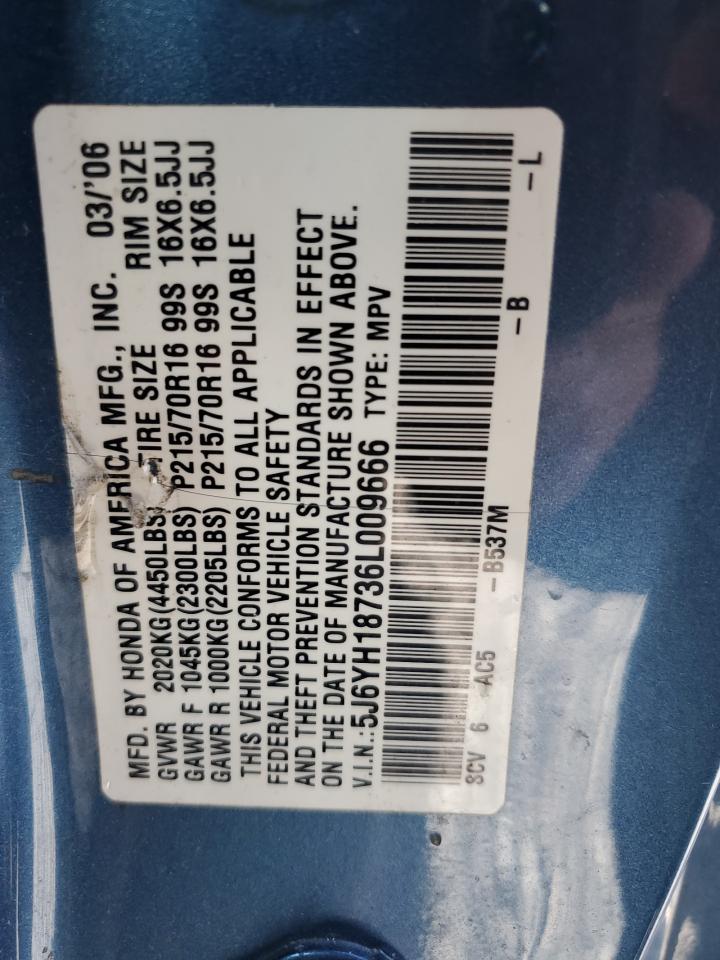 MFD. BY HONDA OF AMERICA MFG., INC. 03/'06
GVWR 2020KG(4450LBS) TIRE SIZE RIM SIZE
GAWR F 1045KG(2300LBS) P215/70R16 99S 16X6.5JJ
GAWR R 1000KG(2205LBS) P215/70R16 99S 16X6.5JJ
THIS VEHICLE CONFORMS TO ALL APPLICABLE
FEDERAL MOTOR VEHICLE SAFETY
AND THEFT PREVENTION STANDARDS IN EFFECT
ON THE DATE OF MANUFACTURE SHOWN ABOVE.
V.I.N.:5J6YH18736L009666 TYPE: MPV
SCV 6 AC5 -B537M -B -L